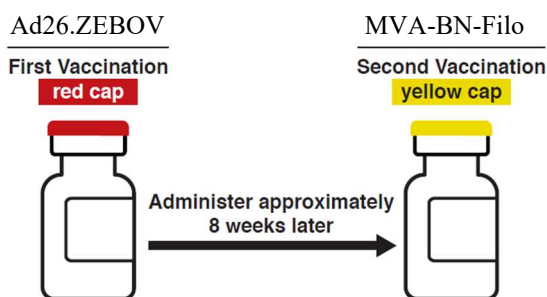 Ad26.ZEBOV
MVA-BN-Filo
First Vaccination
Second Vaccination
red cap
yellow cap
Administer approximately
8 weeks later